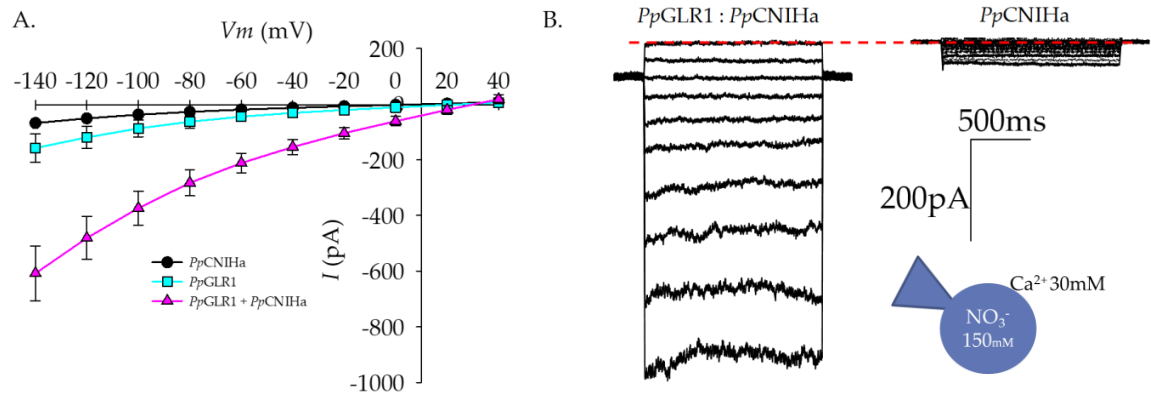 A.
Vm (mV)
200
-140 -120 -100 -80 -60 -40 -20 0 20 40
0
-200
-400
-600
-800
-1000
I (pA)
PpCNIHa
PpGLR1
PpGLR1 + PpCNIHa
B.
PpGLR1 : PpCNIHa
PpCNIHa
500ms
200pA
Ca²⁺ 30mM
NO₃⁻
150mM